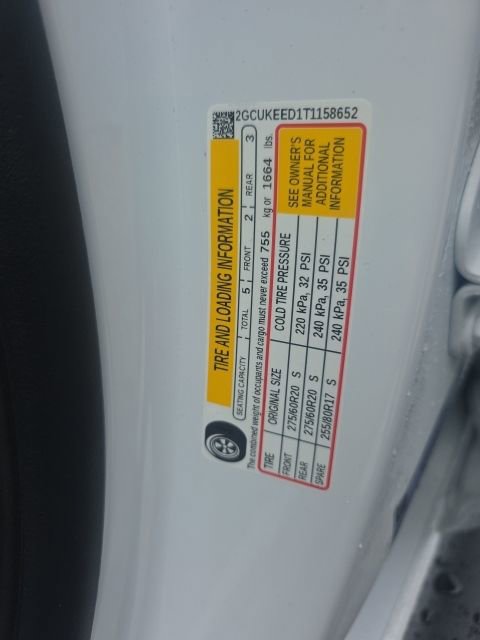 2GCUKEED1T1158652
TIRE AND LOADING INFORMATION
SEATING CAPACITY TOTAL 5 FRONT 2 REAR 3
The combined weight of occupants and cargo must never exceed 755 kg or 1664 lbs.
TIRE ORIGINAL SIZE COLD TIRE PRESSURE
FRONT 275/60R20 S 220 kPa, 32 PSI
REAR 275/60R20 S 240 kPa, 35 PSI
SPARE 255/80R17 S 240 kPa, 35 PSI
SEE OWNER'S
MANUAL FOR
ADDITIONAL
INFORMATION